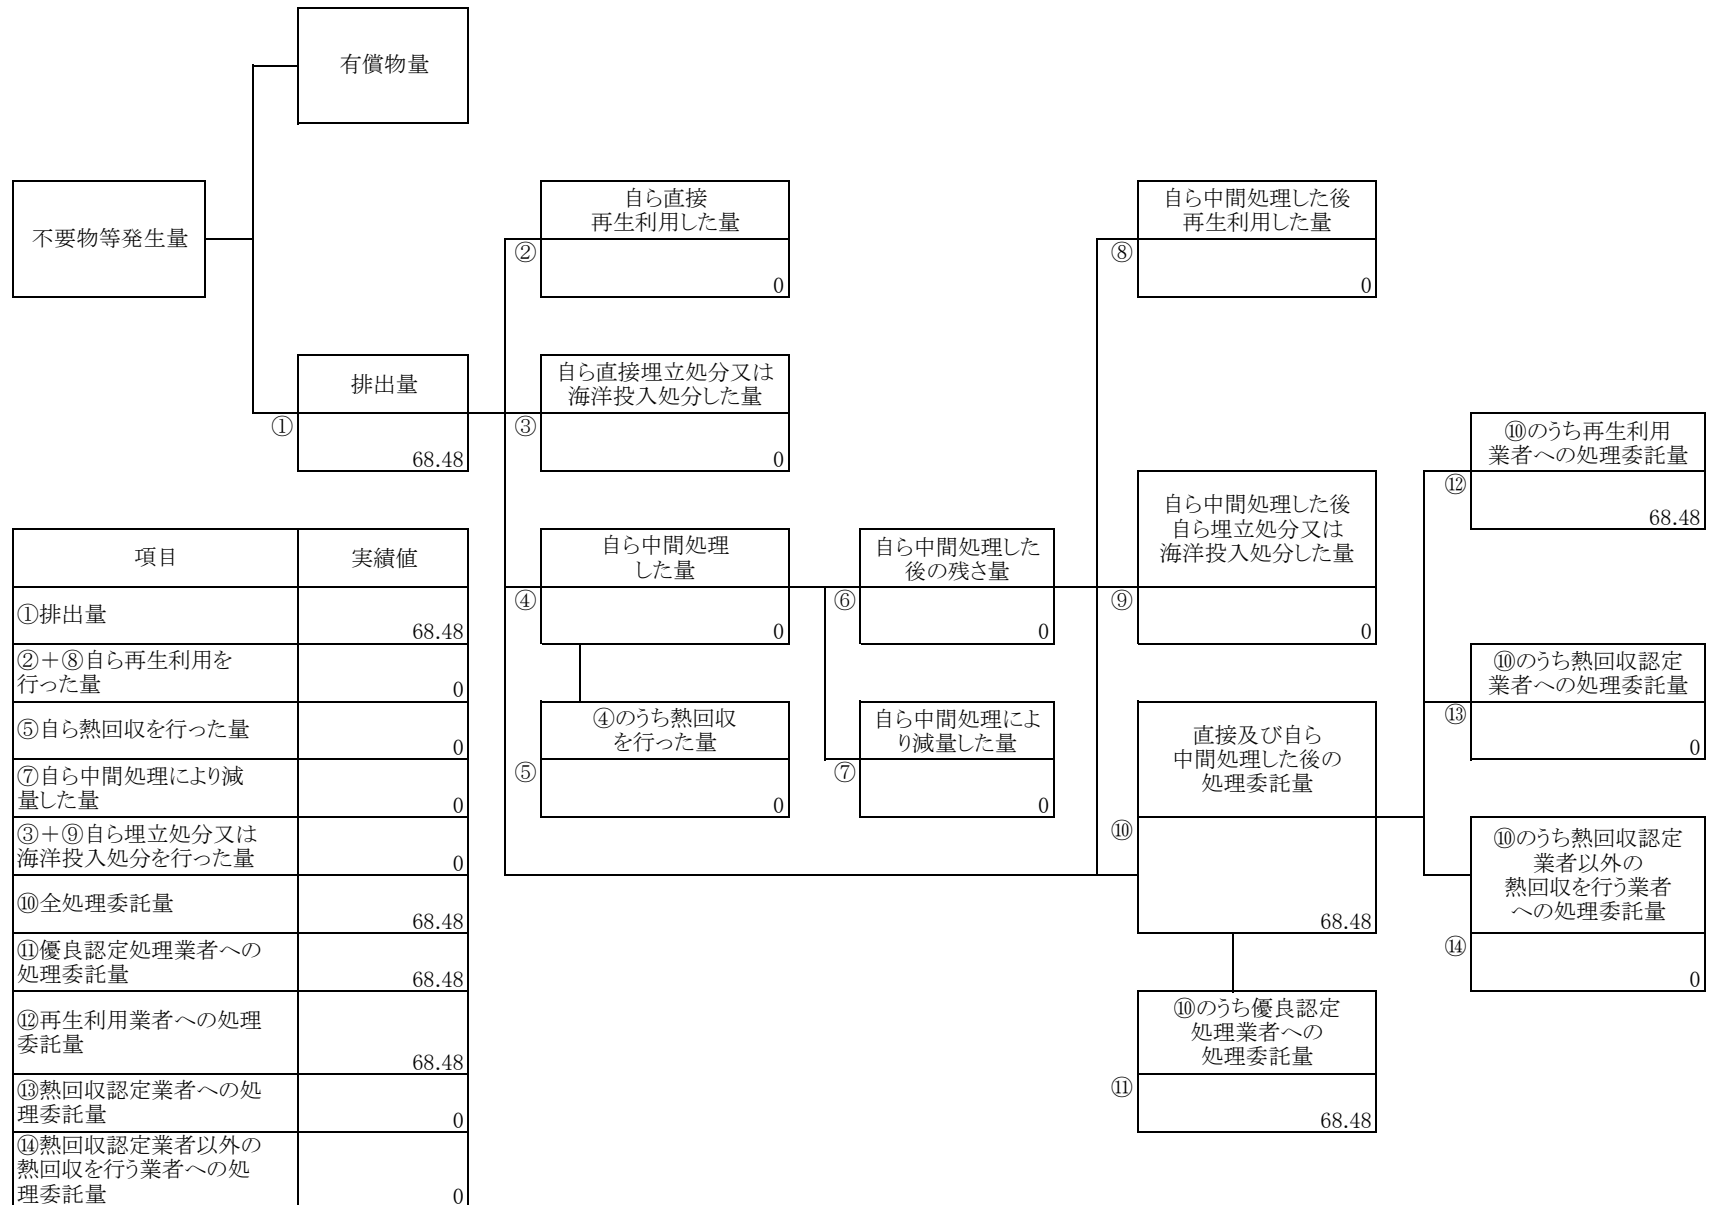 有償物量
不要物等発生量
①
排出量
68.48
自ら直接
再生利用した量
②
0
自ら直接埋立処分又は
海洋投入処分した量
③
0
自ら中間処理
した量
④
0
④のうち熱回収
を行った量
⑤
0
自ら中間処理した
後の残さ量
⑥
0
自ら中間処理によ
り減量した量
⑦
0
自ら中間処理した後
再生利用した量
⑧
0
自ら中間処理した後
自ら埋立処分又は
海洋投入処分した量
⑨
0
直接及び自ら
中間処理した後の
処理委託量
⑩
68.48
⑩のうち優良認定
処理業者への
処理委託量
⑪
68.48
⑩のうち再生利用
業者への処理委託量
⑫
68.48
⑩のうち熱回収認定
業者への処理委託量
⑬
0
⑩のうち熱回収認定
業者以外の
熱回収を行う業者
への処理委託量
⑭
0
項目 実績値
①排出量
68.48
②+⑧自ら再生利用を
行った量
0
⑤自ら熱回収を行った量
0
⑦自ら中間処理により減
量した量
0
③+⑨自ら埋立処分又は
海洋投入処分を行った量
0
⑩全処理委託量
68.48
⑪優良認定処理業者への
処理委託量
68.48
⑫再生利用業者への処理
委託量
68.48
⑬熱回収認定業者への処
理委託量
0
⑭熱回収認定業者以外の
熱回収を行う業者への処
理委託量
0